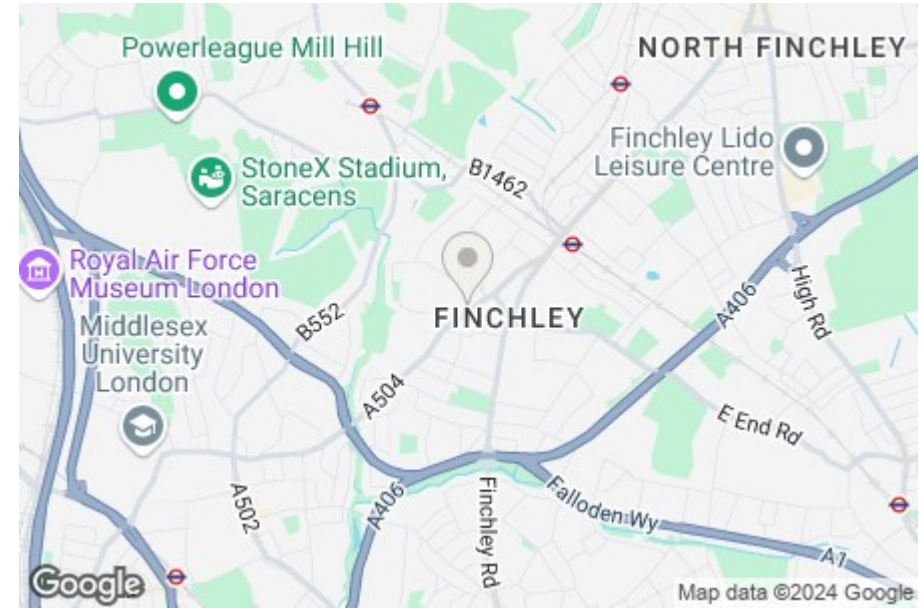 Powerleague Mill Hill
NORTH FINCHLEY
Finchley Lido
Leisure Centre
StoneX Stadium,
Saracens
B1462
Royal Air Force
Museum London
B552
FINCHLEY
A406
High Rd
Middlesex
University
London
A504
E End Rd
A502
A406
Finchley Rd
Falloden Wy
A1
Google
Map data ©2024 Google